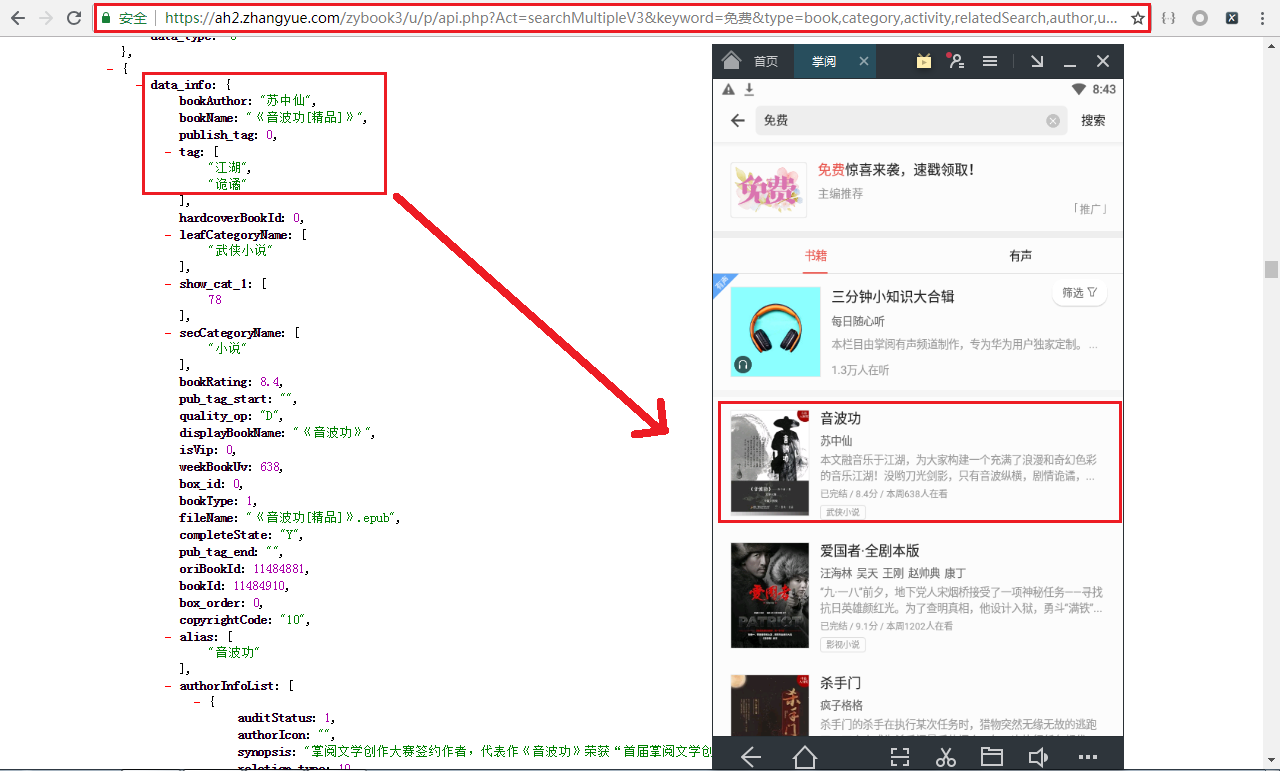 安全 | https://ah2.zhangyue.com/zybook3/u/p/api.php?Act=searchMultipleV3&keyword=免费&type=book,category,activity,relatedSearch,author,u...
},
- {
- data_info: {
bookAuthor: "苏中仙",
bookName: "《音波功[精品]》",
publish_tag: 0,
- tag: [
"江湖",
"诡谲"
],
hardcoverBookId: 0,
- leafCategoryName: [
"武侠小说"
],
- show_cat_1: [
78
],
- secCategoryName: [
"小说"
],
bookRating: 8.4,
pub_tag_start: "",
quality_op: "D",
displayBookName: "《音波功》",
isVip: 0,
weekBookUv: 638,
box_id: 0,
bookType: 1,
fileName: "《音波功[精品]》.epub",
completeState: "Y",
pub_tag_end: "",
oriBookId: 11484881,
bookId: 11484910,
box_order: 0,
copyrightCode: "10",
- alias: [
"音波功"
],
- authorInfoList: [
- {
auditStatus: 1,
authorIcon: "",
synopsis: "掌阅文学创作大赛签约作者，代表作《音波功》荣获“首届掌阅文学创
首页
掌阅
8:43
免费
搜索
免费
免费惊喜来袭，速戳领取！
主编推荐
「推广」
书籍
有声
有声
三分钟小知识大合辑
筛选
每日随心听
本栏目由掌阅有声频道制作，专为华为用户独家定制。...
1.3万人在听
音波功
音波功
苏中仙
本文融音乐于江湖，为大家构建一个充满了浪漫和奇幻色彩
的音乐江湖！没哟刀光剑影，只有音波纵横，剧情诡谲，...
已完结 / 8.4分 / 本周638人在看
武侠小说
爱国者
PATRIOT
爱国者·全剧本版
汪海林 吴天 王刚 赵帅典 康丁
“九·一八”前夕，地下党人宋烟桥接受了一项神秘任务——寻找
抗日英雄颜红光。为了查明真相，他设计入狱，勇斗“满铁”...
已完结 / 9.1分 / 本周1202人在看
影视小说
杀手门
杀手门
疯子格格
杀手门的杀手在执行某次任务时，猎物突然无缘无故的逃跑